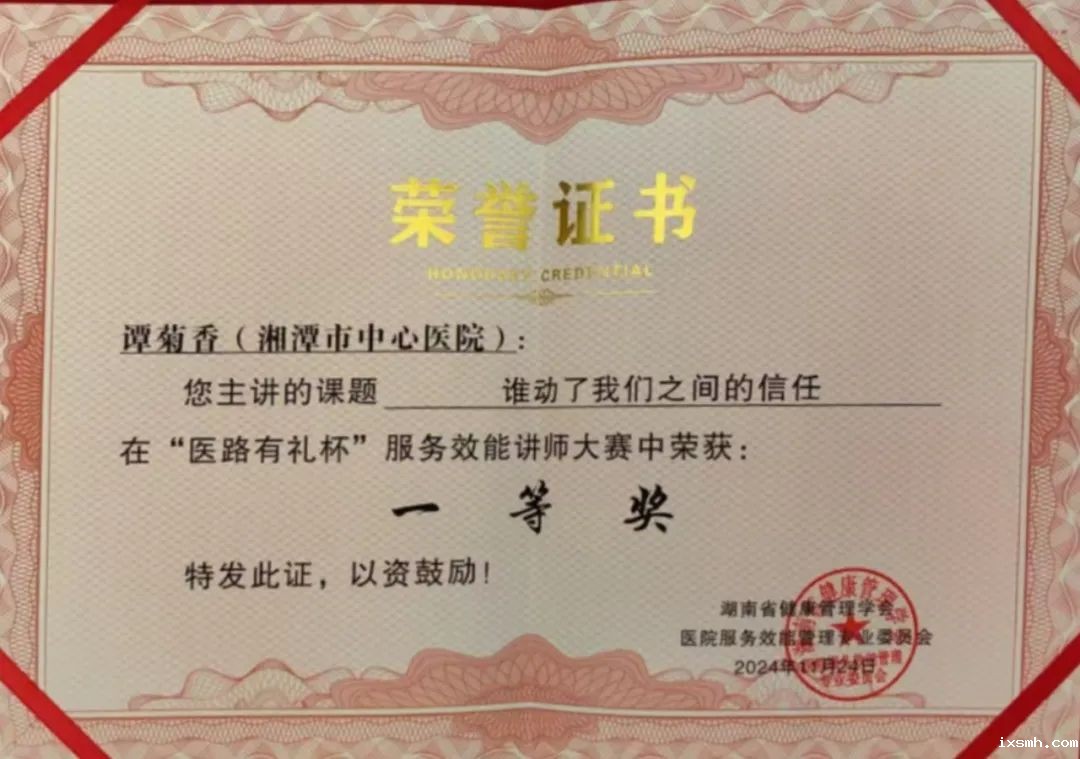 荣誉证书
HONORARY CREDENTIAL
谭菊香（湘潭市中心医院）：
您主讲的课题 谁动了我们之间的信任
在“医路有礼杯”服务效能讲师大赛中荣获：
一等奖
特发此证，以资鼓励！
湖南省健康管理学会
医院服务效能管理专业委员会
2024年11月24日
ixsmh.com